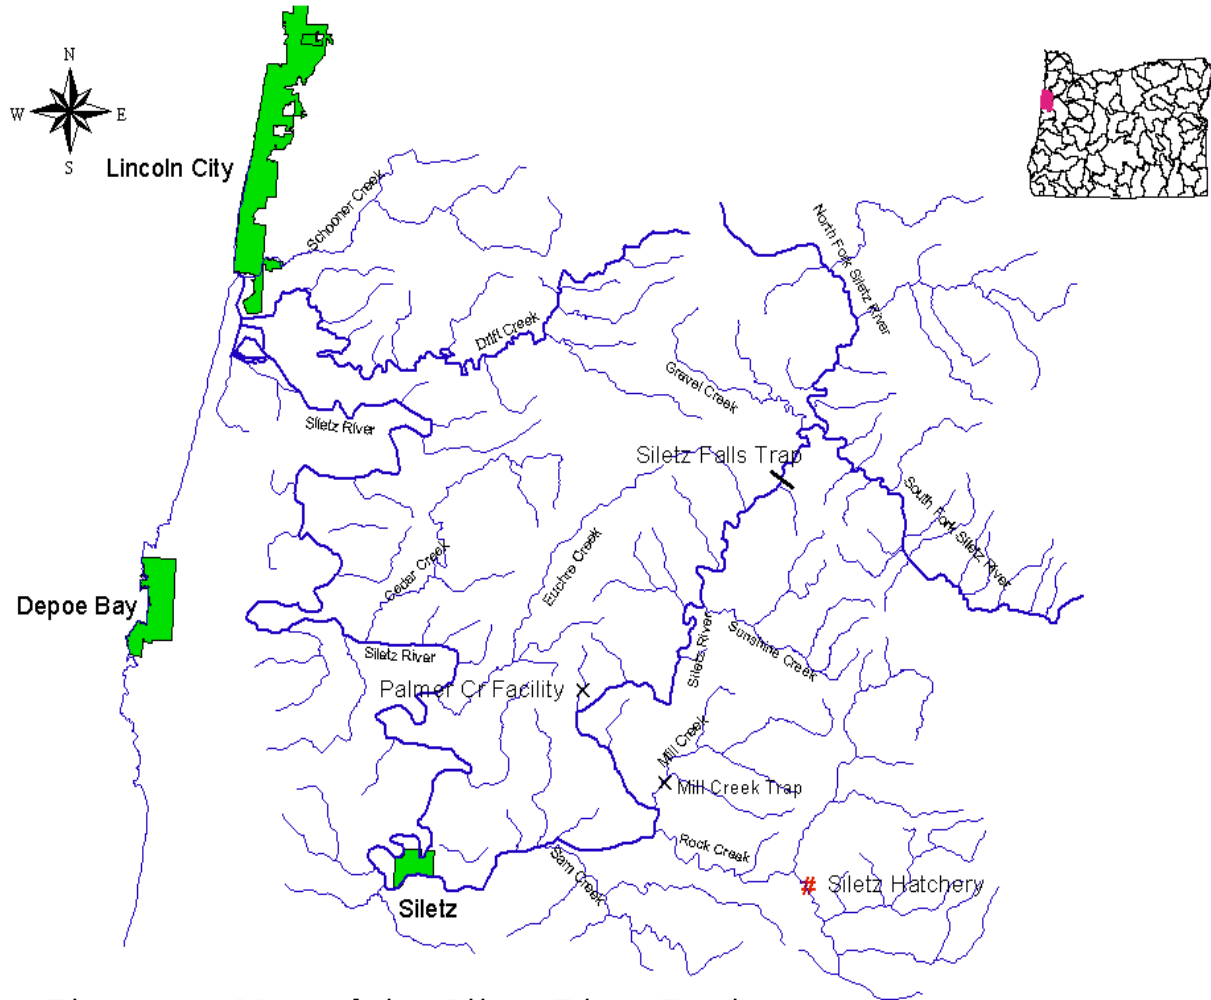 N
W E
S
Lincoln City
Schooner Creek
North Fork Siletz River
Drift Creek
Gravel Creek
Siletz River
Siletz Falls Trap
South Fork Siletz River
Cedar Creek
Euchre Creek
Depoe Bay
Siletz River
Sunshine Creek
Siletz River
Palmer Cr Facility
Mill Creek
Mill Creek Trap
Rock Creek
Sam Creek
# Siletz Hatchery
Siletz